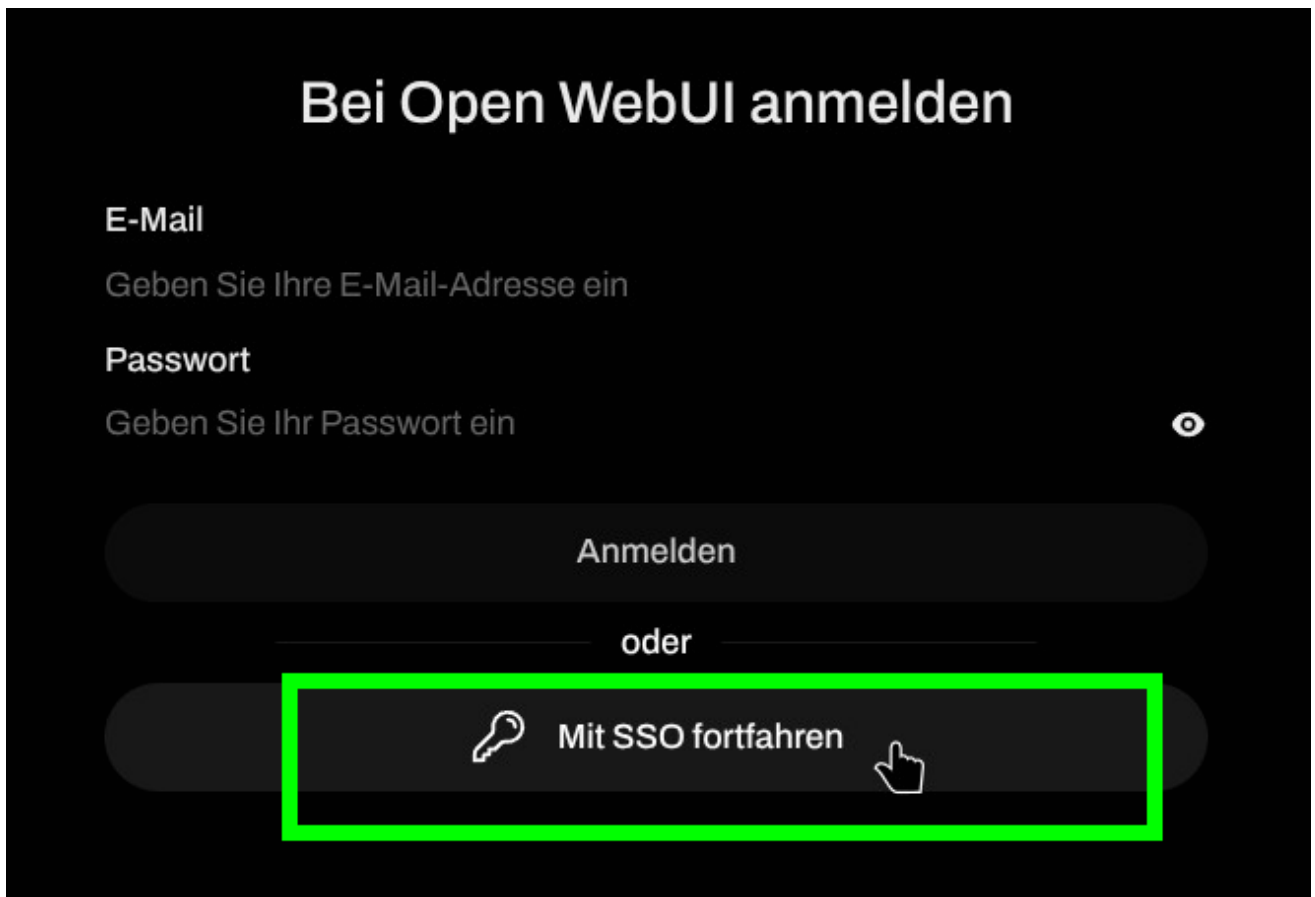 Bei Open WebUI anmelden
E-Mail
Geben Sie Ihre E-Mail-Adresse ein
Passwort
Geben Sie Ihr Passwort ein
Anmelden
oder
Mit SSO fortfahren